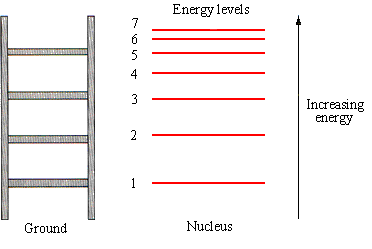 Energy levels
7
6
5
4
3
2
1
Increasing
energy
Ground
Nucleus